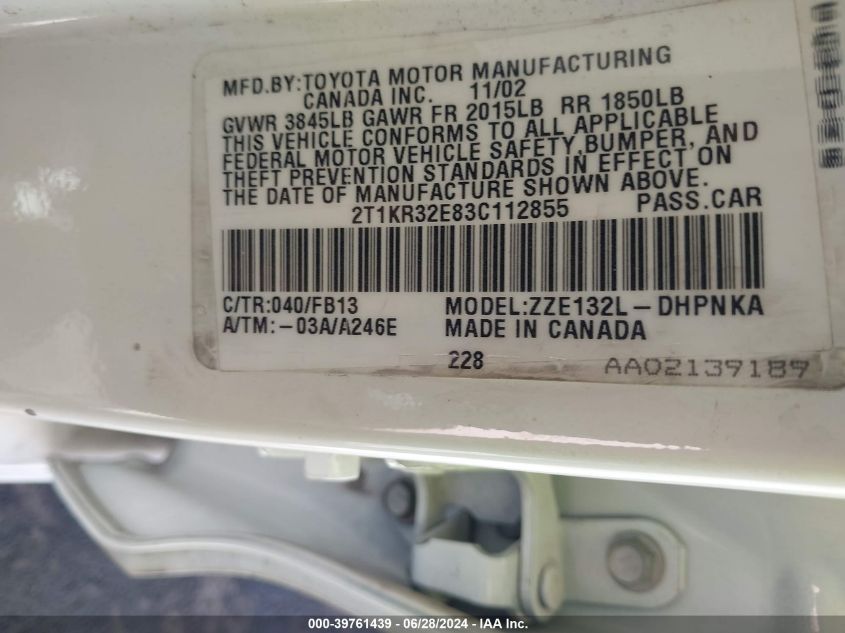 MFD.BY:TOYOTA MOTOR MANUFACTURING
CANADA INC. 11/02
GVWR 3845LB GAWR FR 2015LB RR 1850LB
THIS VEHICLE CONFORMS TO ALL APPLICABLE
FEDERAL MOTOR VEHICLE SAFETY,BUMPER, AND
THEFT PREVENTION STANDARDS IN EFFECT ON
THE DATE OF MANUFACTURE SHOWN ABOVE.
2T1KR32E83C112855 PASS.CAR
C/TR:040/FB13 MODEL:ZZE132L-DHPNKA
A/TM:-03A/A246E MADE IN CANADA
228 AA02139189
000-39761439 - 06/28/2024 - IAA Inc.